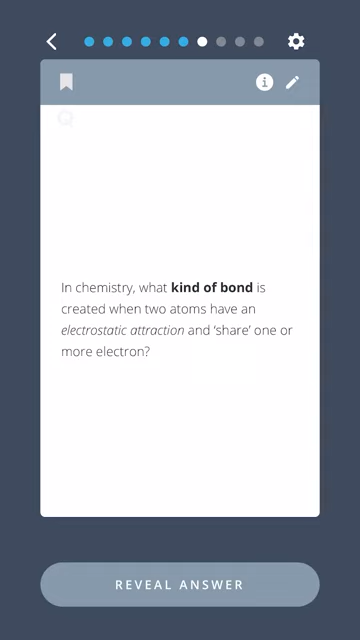 In chemistry, what kind of bond is
created when two atoms have an
electrostatic attraction and ‘share’ one or
more electron?
REVEAL ANSWER